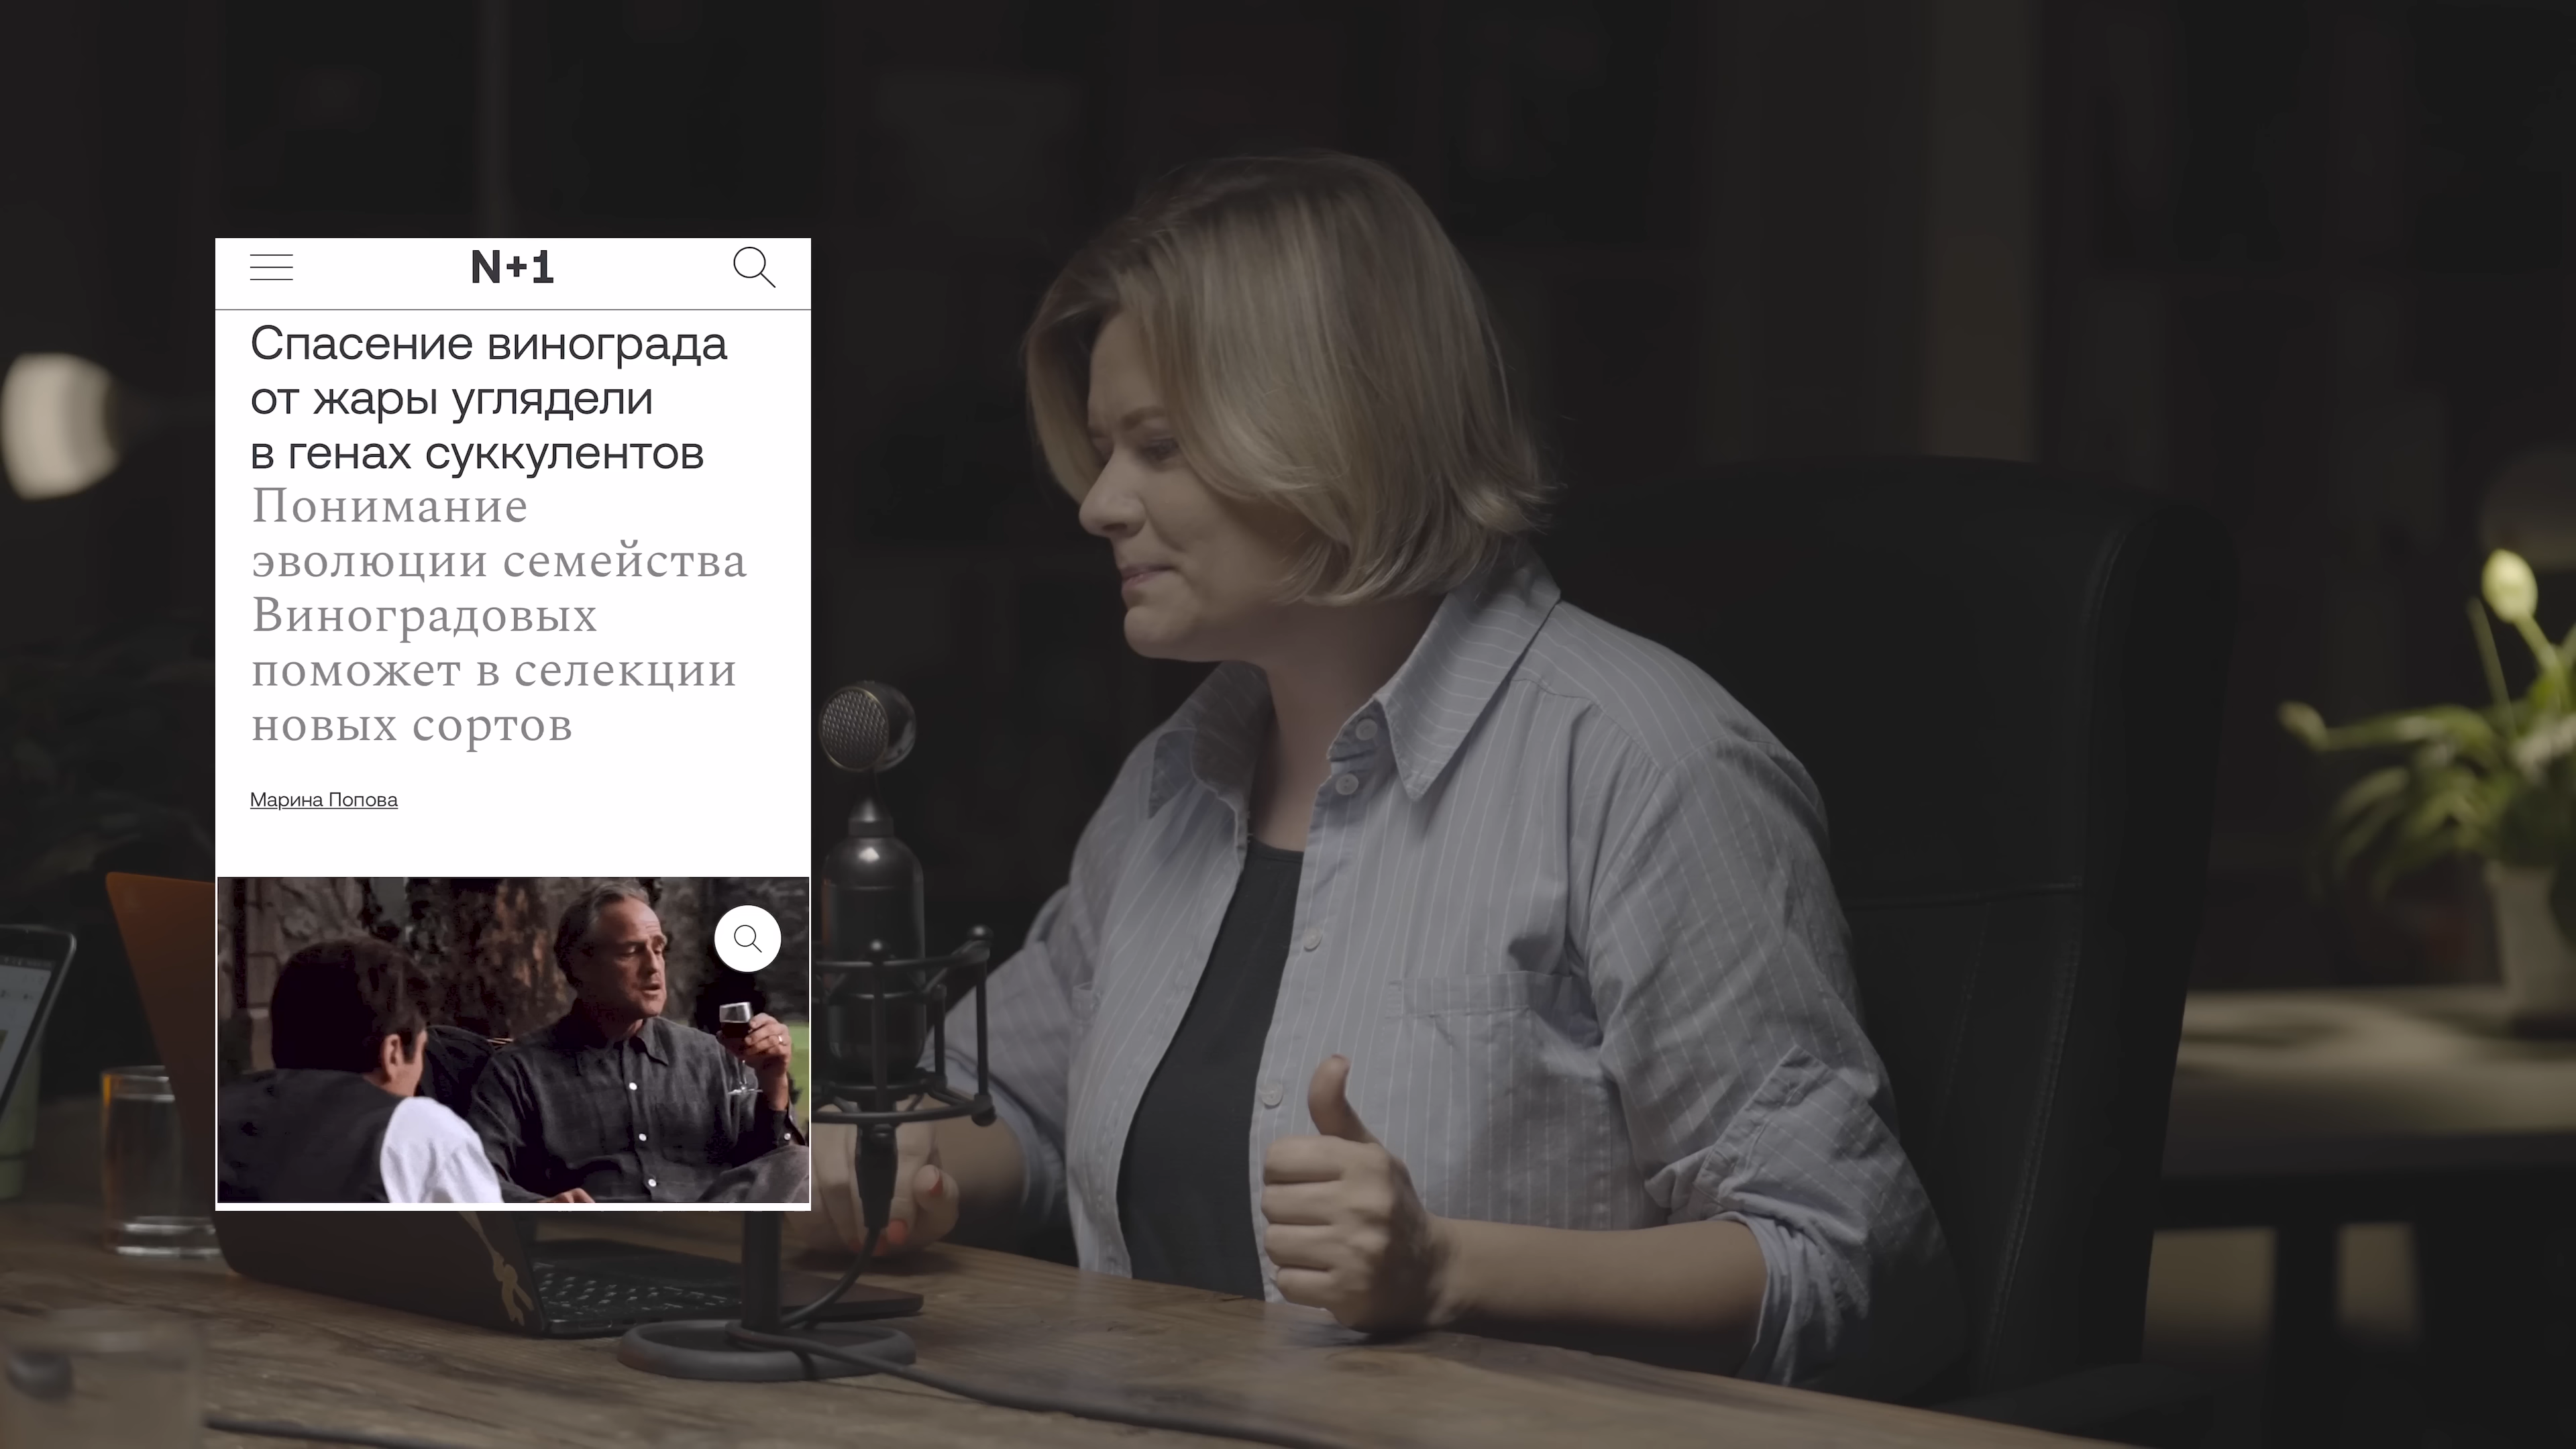 N+1
Спасение винограда
от жары углядели
в генах суккулентов
Понимание
эволюции семейства
Виноградовых
поможет в селекции
новых сортов
Марина Попова